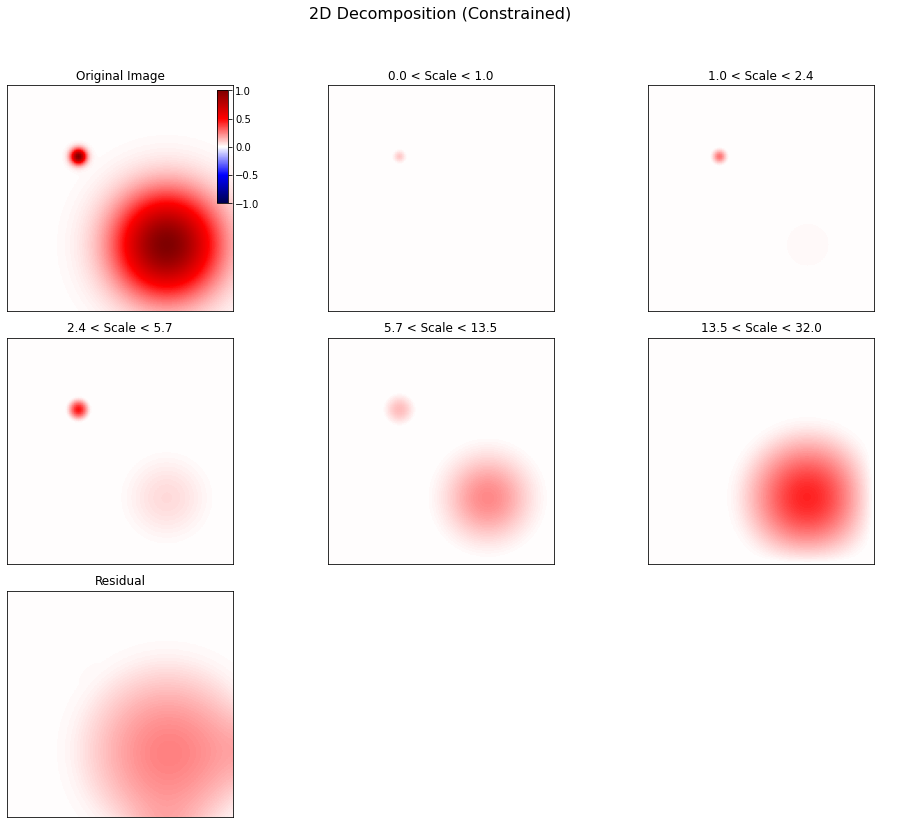 2D Decomposition (Constrained)
Original Image
0.0 < Scale < 1.0
1.0 < Scale < 2.4
1.0
0.5
0.0
−0.5
−1.0
2.4 < Scale < 5.7
5.7 < Scale < 13.5
13.5 < Scale < 32.0
Residual